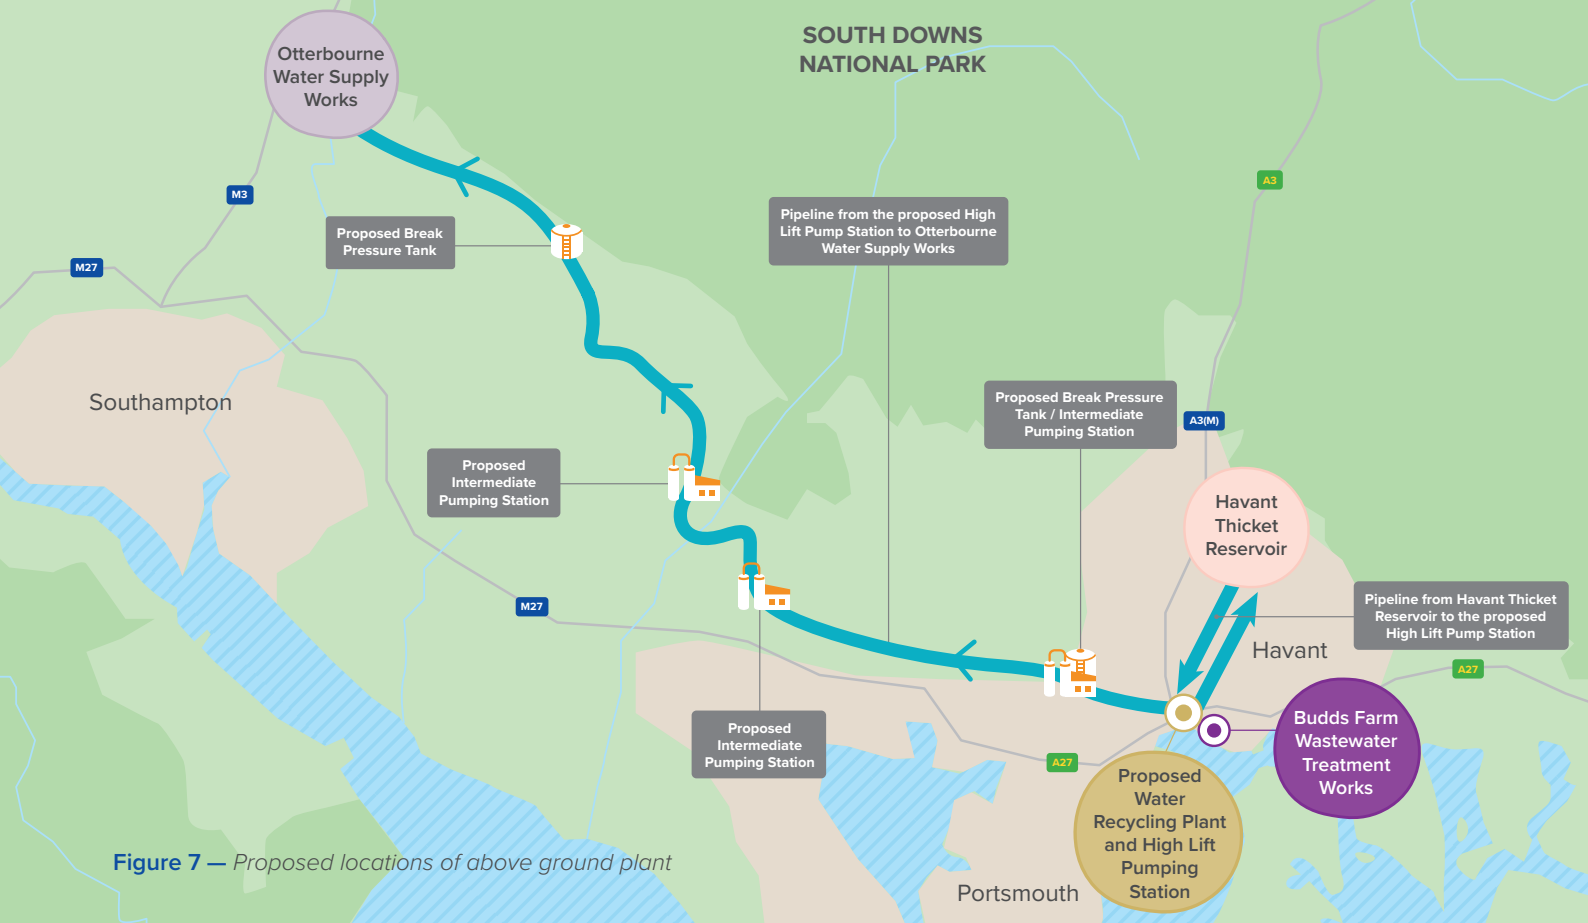 Otterbourne
Water Supply
Works
SOUTH DOWNS
NATIONAL PARK
M3
A3
Proposed Break
Pressure Tank
Pipeline from the proposed High
Lift Pump Station to Otterbourne
Water Supply Works
M27
Southampton
Proposed Break Pressure
Tank / Intermediate
Pumping Station
A3(M)
Proposed
Intermediate
Pumping Station
Havant
Thicket
Reservoir
M27
Pipeline from Havant Thicket
Reservoir to the proposed
High Lift Pump Station
Havant
A27
Proposed
Intermediate
Pumping Station
A27
Budds Farm
Wastewater
Treatment
Works
Proposed
Water
Recycling Plant
and High Lift
Pumping
Station
Portsmouth
Figure 7 — Proposed locations of above ground plant